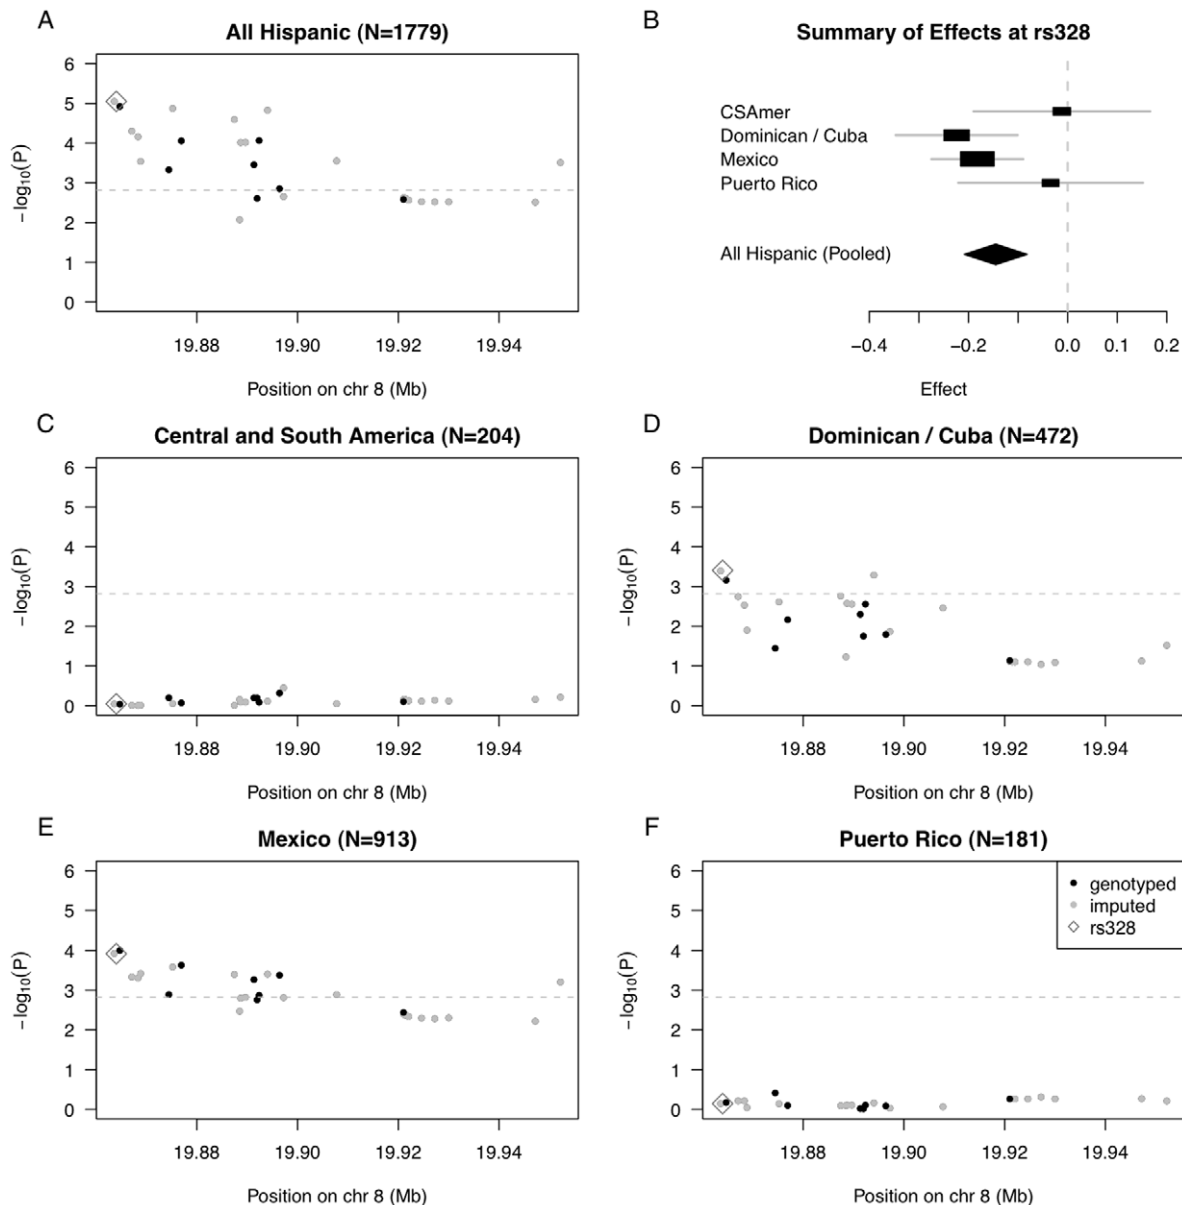 A
All Hispanic (N=1779)
6
5
4
3
2
1
0
−log10(P)
19.88 19.90 19.92 19.94
Position on chr 8 (Mb)
B
Summary of Effects at rs328
CSAmer
Dominican / Cuba
Mexico
Puerto Rico
All Hispanic (Pooled)
−0.4 −0.2 0.0 0.1 0.2
Effect
C
Central and South America (N=204)
6
5
4
3
2
1
0
−log10(P)
19.88 19.90 19.92 19.94
Position on chr 8 (Mb)
D
Dominican / Cuba (N=472)
6
5
4
3
2
1
0
−log10(P)
19.88 19.90 19.92 19.94
Position on chr 8 (Mb)
E
Mexico (N=913)
6
5
4
3
2
1
0
−log10(P)
19.88 19.90 19.92 19.94
Position on chr 8 (Mb)
F
Puerto Rico (N=181)
genotyped
imputed
rs328
6
5
4
3
2
1
0
−log10(P)
19.88 19.90 19.92 19.94
Position on chr 8 (Mb)